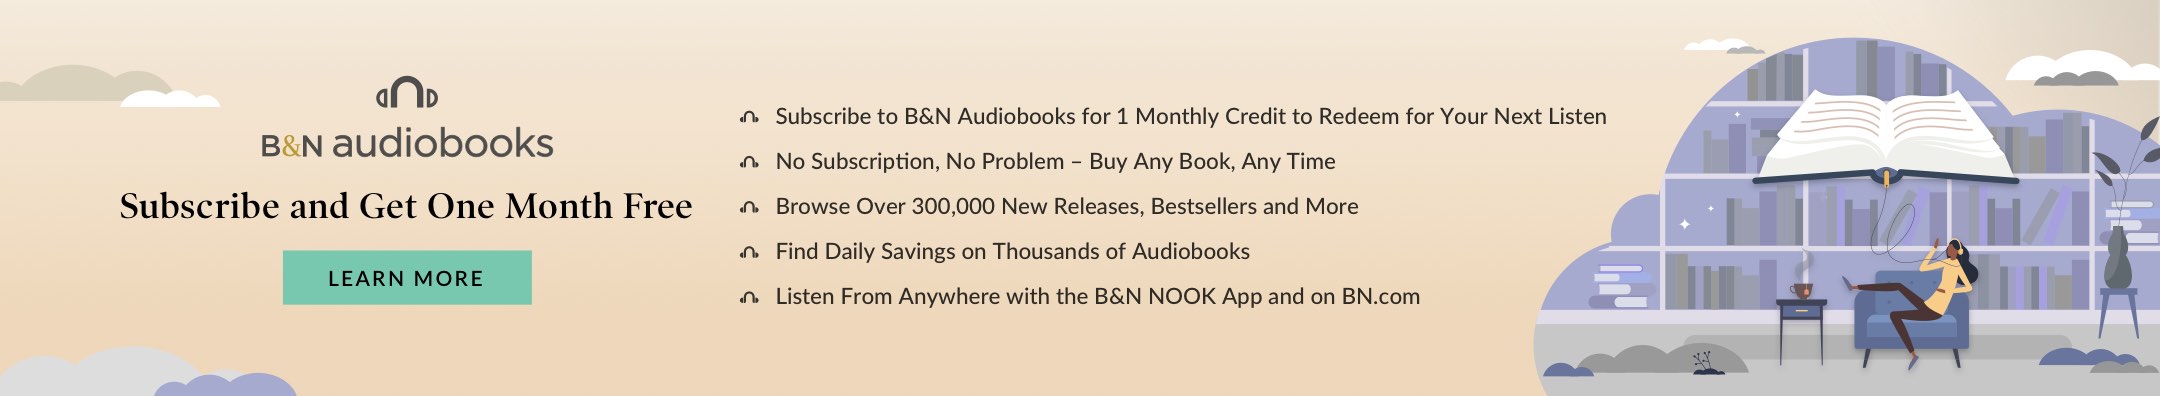 B&N audiobooks
Subscribe and Get One Month Free
LEARN MORE
Subscribe to B&N Audiobooks for 1 Monthly Credit to Redeem for Your Next Listen
No Subscription, No Problem – Buy Any Book, Any Time
Browse Over 300,000 New Releases, Bestsellers and More
Find Daily Savings on Thousands of Audiobooks
Listen From Anywhere with the B&N NOOK App and on BN.com